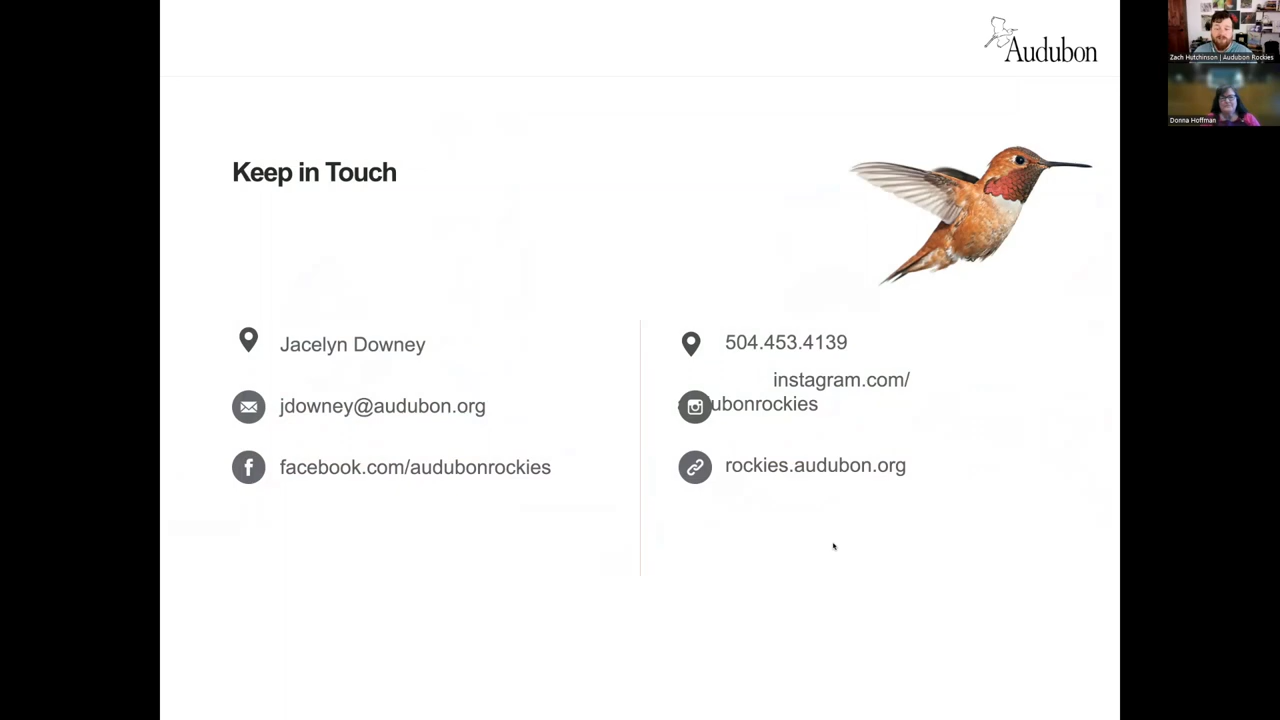 Audubon
Zach Hutchinson | Audubon Rockies
Donna Hoffman
Keep in Touch
Jacelyn Downey
jdowney@audubon.org
facebook.com/audubonrockies
504.453.4139
instagram.com/
audubonrockies
rockies.audubon.org